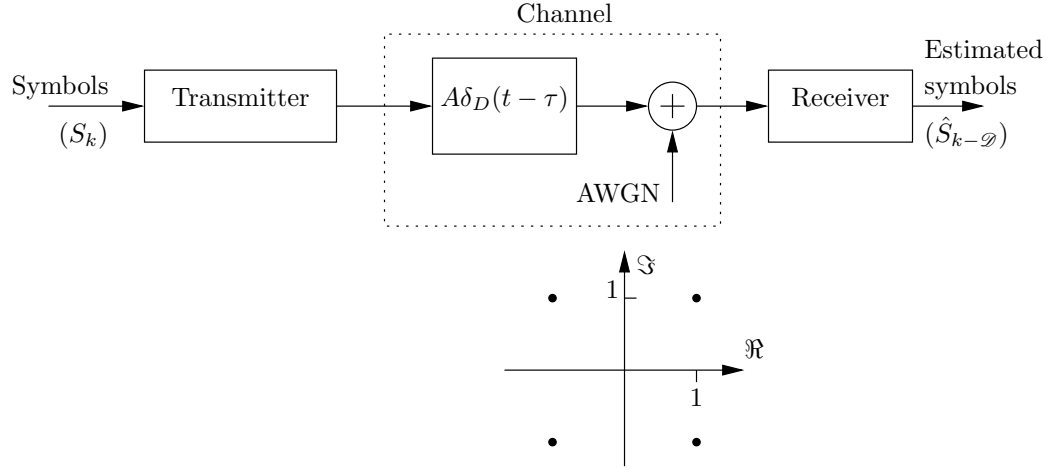 Channel
Symbols
(S_k)
Transmitter
Aδ_D(t − τ)
+
AWGN
Receiver
Estimated
symbols
(Ŝ_{k−𝒟})
ℑ
1
ℜ
1